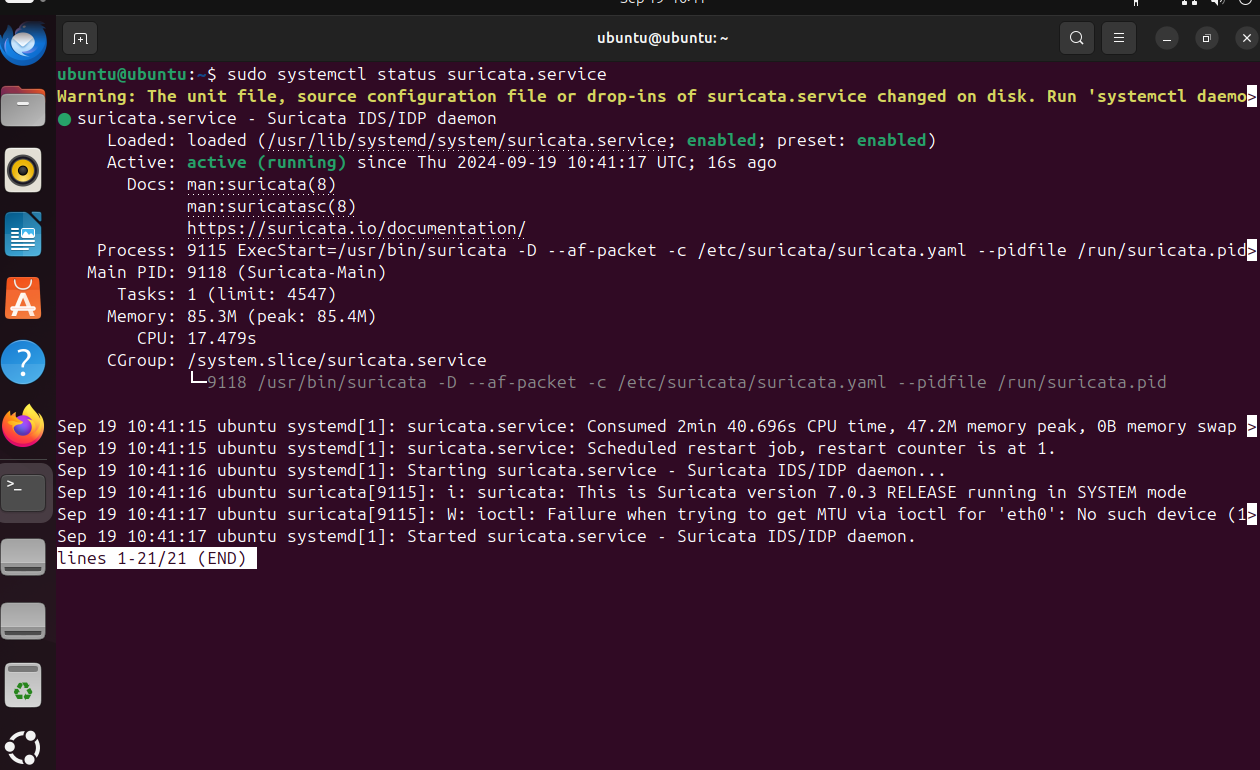 ubuntu@ubuntu: ~
ubuntu@ubuntu:~$ sudo systemctl status suricata.service
Warning: The unit file, source configuration file or drop-ins of suricata.service changed on disk. Run 'systemctl daemo>
● suricata.service - Suricata IDS/IDP daemon
Loaded: loaded (/usr/lib/systemd/system/suricata.service; enabled; preset: enabled)
Active: active (running) since Thu 2024-09-19 10:41:17 UTC; 16s ago
Docs: man:suricata(8)
man:suricatasc(8)
https://suricata.io/documentation/
Process: 9115 ExecStart=/usr/bin/suricata -D --af-packet -c /etc/suricata/suricata.yaml --pidfile /run/suricata.pid>
Main PID: 9118 (Suricata-Main)
Tasks: 1 (limit: 4547)
Memory: 85.3M (peak: 85.4M)
CPU: 17.479s
CGroup: /system.slice/suricata.service
└─9118 /usr/bin/suricata -D --af-packet -c /etc/suricata/suricata.yaml --pidfile /run/suricata.pid
Sep 19 10:41:15 ubuntu systemd[1]: suricata.service: Consumed 2min 40.696s CPU time, 47.2M memory peak, 0B memory swap >
Sep 19 10:41:15 ubuntu systemd[1]: suricata.service: Scheduled restart job, restart counter is at 1.
Sep 19 10:41:16 ubuntu systemd[1]: Starting suricata.service - Suricata IDS/IDP daemon...
Sep 19 10:41:16 ubuntu suricata[9115]: i: suricata: This is Suricata version 7.0.3 RELEASE running in SYSTEM mode
Sep 19 10:41:17 ubuntu suricata[9115]: W: ioctl: Failure when trying to get MTU via ioctl for 'eth0': No such device (1>
Sep 19 10:41:17 ubuntu systemd[1]: Started suricata.service - Suricata IDS/IDP daemon.
lines 1-21/21 (END)